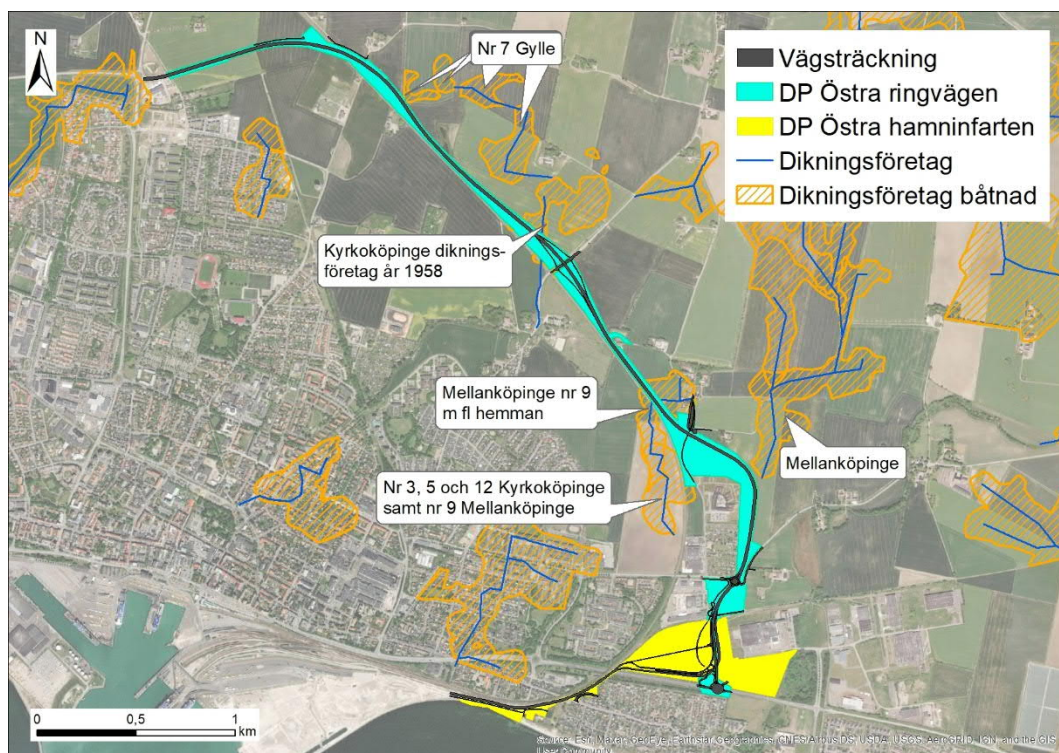 N
Nr 7 Gylle
Vägsträckning
DP Östra ringvägen
DP Östra hamninfarten
Dikningsföretag
Dikningsföretag båtnad
Kyrkoköpinge diknings-
företag år 1958
Mellanköpinge nr 9
m fl hemman
Mellanköpinge
Nr 3, 5 och 12 Kyrkoköpinge
samt nr 9 Mellanköpinge
0 0,5 1
km
Source: Esri, Maxar, GeoEye, Earthstar Geographics, CNES/Airbus DS, USDA, USGS, AeroGRID, IGN, and the GIS
User Community